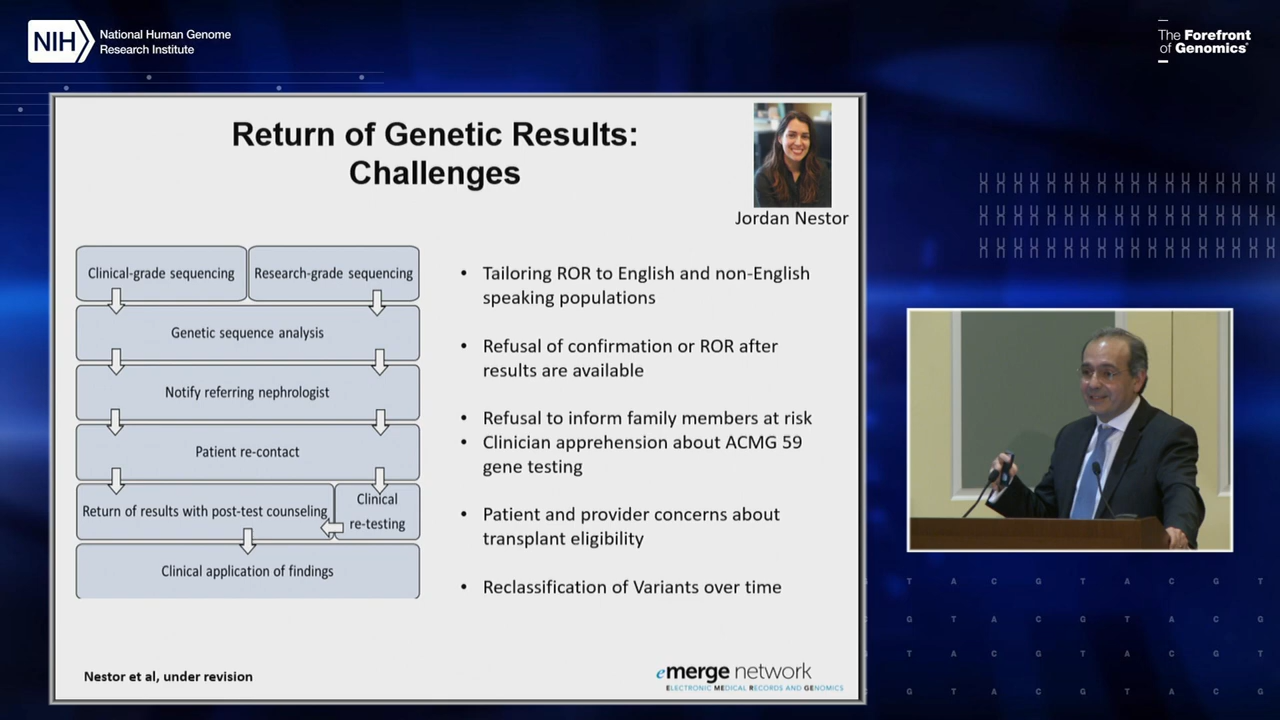 NIH
National Human Genome
Research Institute
The Forefront
of Genomics®
Return of Genetic Results:
Challenges
Jordan Nestor
Clinical-grade sequencing
Research-grade sequencing
Genetic sequence analysis
Notify referring nephrologist
Patient re-contact
Return of results with post-test counseling
Clinical
re-testing
Clinical application of findings
• Tailoring ROR to English and non-English
speaking populations
• Refusal of confirmation or ROR after
results are available
• Refusal to inform family members at risk
• Clinician apprehension about ACMG 59
gene testing
• Patient and provider concerns about
transplant eligibility
• Reclassification of Variants over time
Nestor et al, under revision
emerge network
ELECTRONIC MEDICAL RECORDS AND GENOMICS
T A C G T A C G T
G T A C G T A C G
A C G T A C G T A
G T A C G T A C G